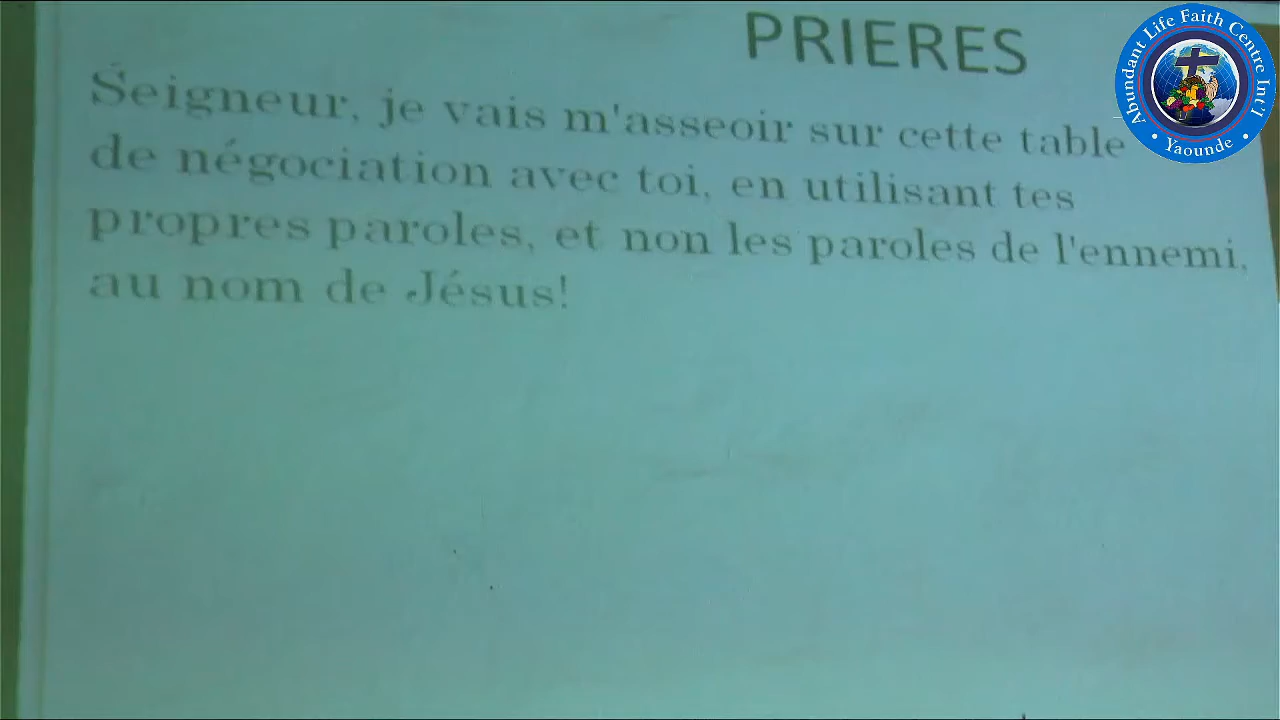 PRIERES
Seigneur, je vais m'asseoir sur cette table
de négociation avec toi, en utilisant tes
propres paroles, et non les paroles de l'ennemi,
au nom de Jésus!
Abundant Life Faith Centre Int'l
• Yaounde •